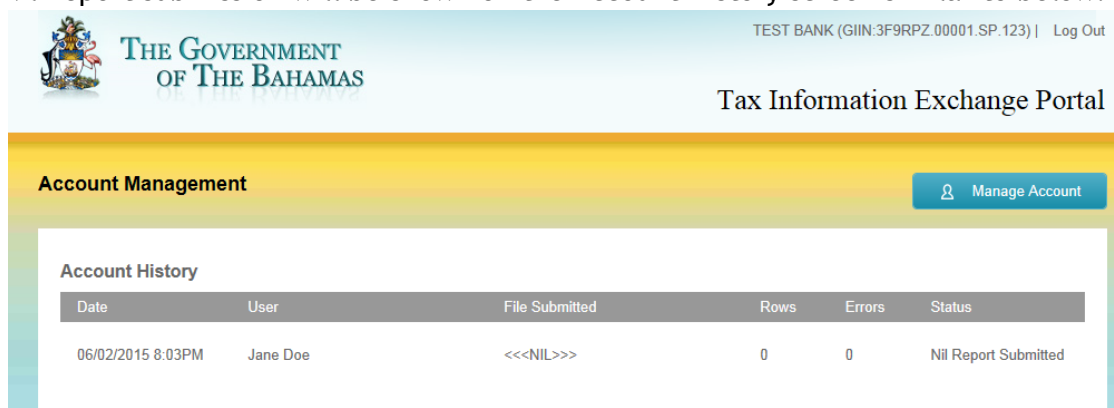 TEST BANK (GIIN:3F9RPZ.00001.SP.123) | Log Out
THE GOVERNMENT
OF THE BAHAMAS
Tax Information Exchange Portal
Account Management
Manage Account
Account History
Date User File Submitted Rows Errors Status
06/02/2015 8:03PM Jane Doe <<<NIL>>> 0 0 Nil Report Submitted